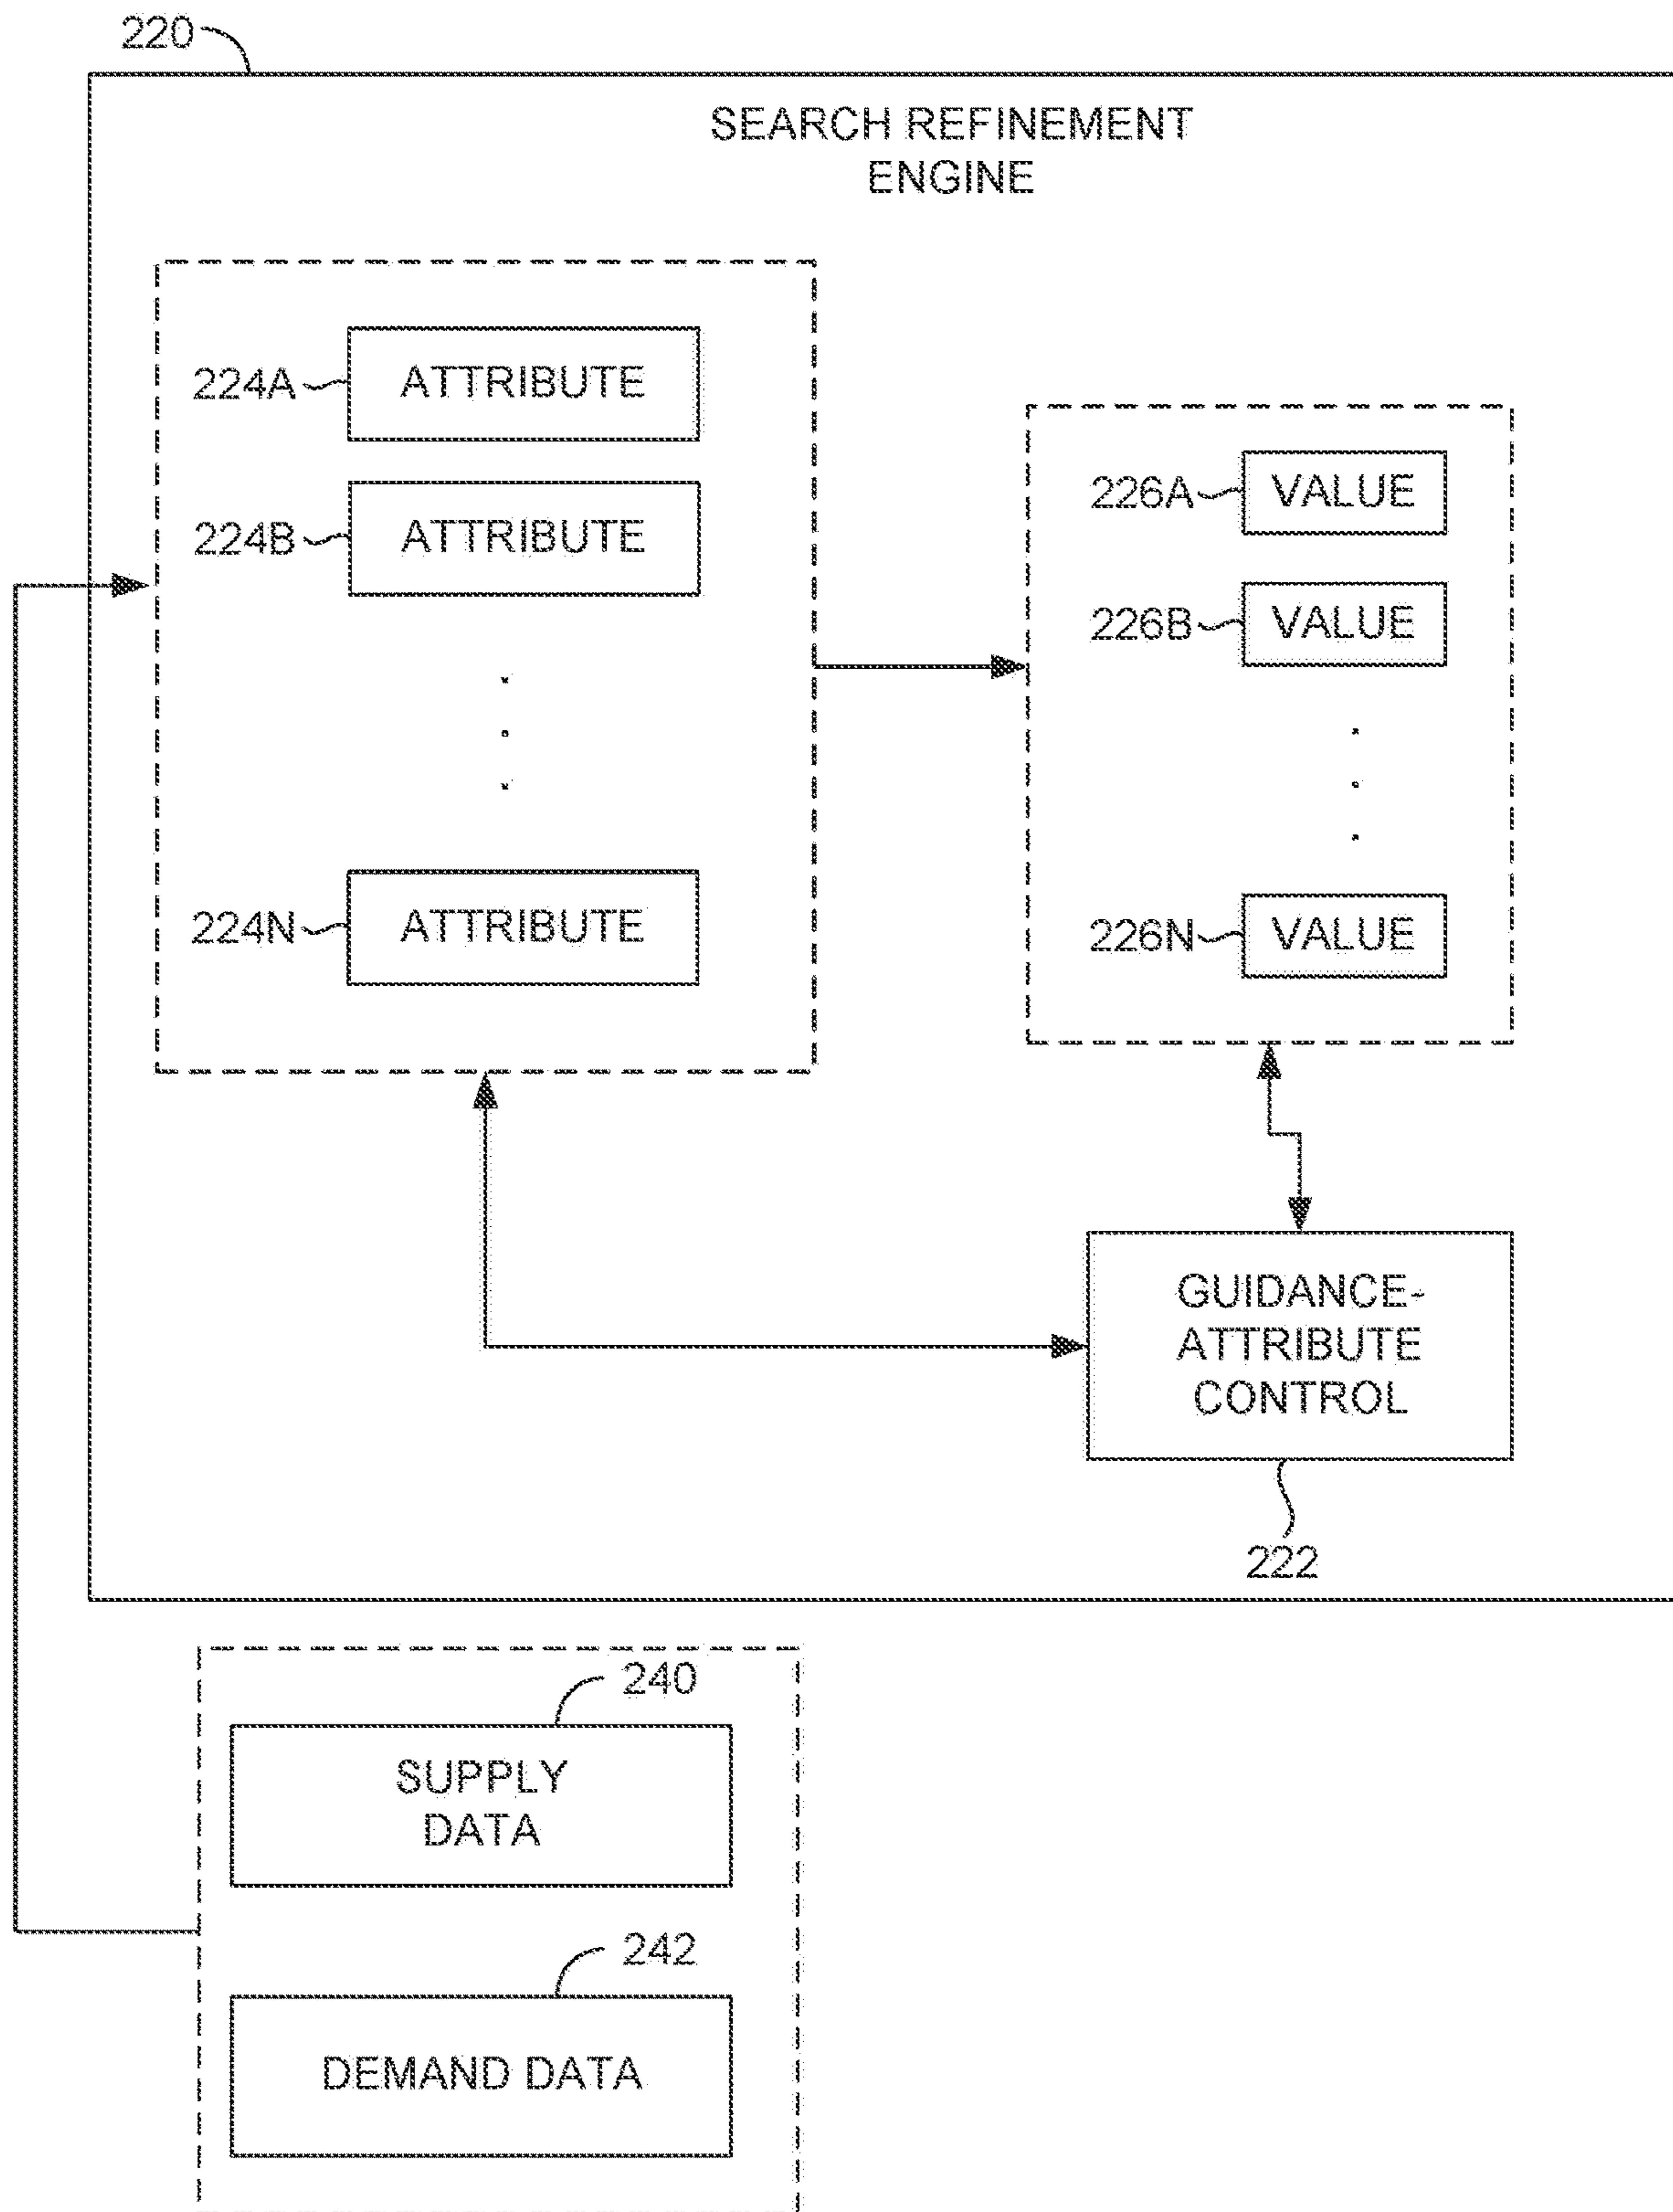 220
SEARCH REFINEMENT
ENGINE
224A
ATTRIBUTE
224B
ATTRIBUTE
224N
ATTRIBUTE
226A
VALUE
226B
VALUE
226N
VALUE
GUIDANCE-
ATTRIBUTE
CONTROL
222
240
SUPPLY
DATA
242
DEMAND DATA